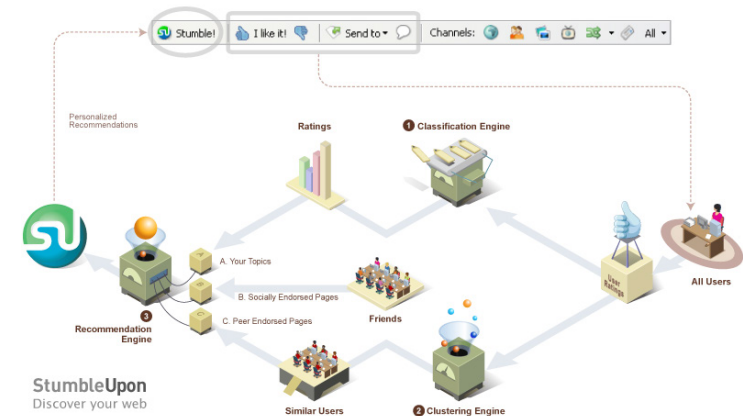 Stumble!
I like it!
Send to
Channels:
All
Personalized
Recommendations
Ratings
1 Classification Engine
SU
A. Your Topics
B. Socially Endorsed Pages
C. Peer Endorsed Pages
User
Ratings
All Users
Friends
3
Recommendation
Engine
StumbleUpon
Discover your web
Similar Users
2 Clustering Engine